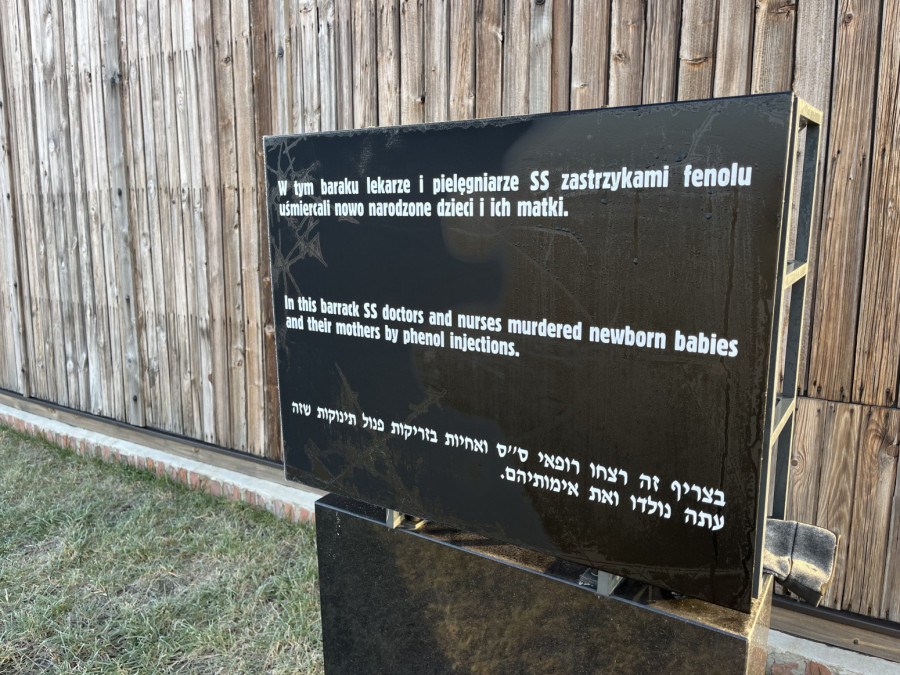 W tym baraku lekarze i pielęgniarze SS zastrzykami fenolu
uśmiercali nowo narodzone dzieci i ich matki.
In this barrack SS doctors and nurses murdered newborn babies
and their mothers by phenol injections.
בצריף זה רצחו רופאי ס״ס ואחיות בזריקות פנול תינוקות שזה
עתה נולדו ואת אימותיהם.